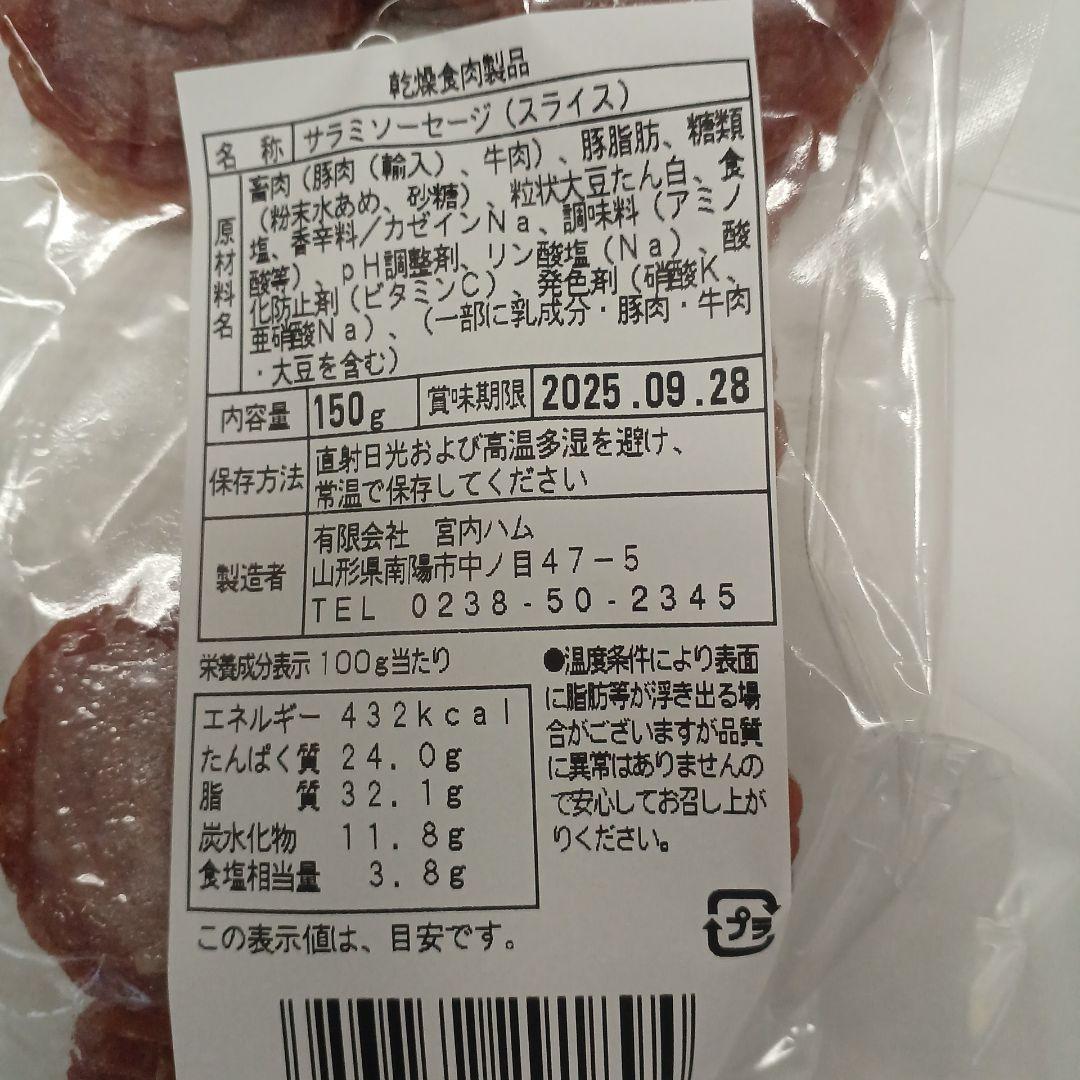 乾燥食肉製品
名 称 サラミソーセージ（スライス）
原材料名
畜肉（豚肉（輸入）、牛肉）、豚脂肪、糖類
（粉末水あめ、砂糖）、粒状大豆たん白、食
塩、香辛料／カゼインＮａ、調味料（アミノ
酸等）、ｐＨ調整剤、リン酸塩（Ｎａ）、酸
化防止剤（ビタミンＣ）、発色剤（硝酸Ｋ、
亜硝酸Ｎａ）、（一部に乳成分・豚肉・牛肉
・大豆を含む）
内容量 150g 賞味期限 2025.09.28
保存方法
直射日光および高温多湿を避け、
常温で保存してください
製造者
有限会社 宮内ハム
山形県南陽市中ノ目４７－５
ＴＥＬ ０２３８-５０-２３４５
栄養成分表示 100g当たり
エネルギー 432kcal
たんぱく質 24.0g
脂 質 32.1g
炭水化物 11.8g
食塩相当量 3.8g
この表示値は、目安です。
●温度条件により表面
に脂肪等が浮き出る場
合がございますが品質
に異常はありませんの
で安心してお召し上が
りください。
プラ